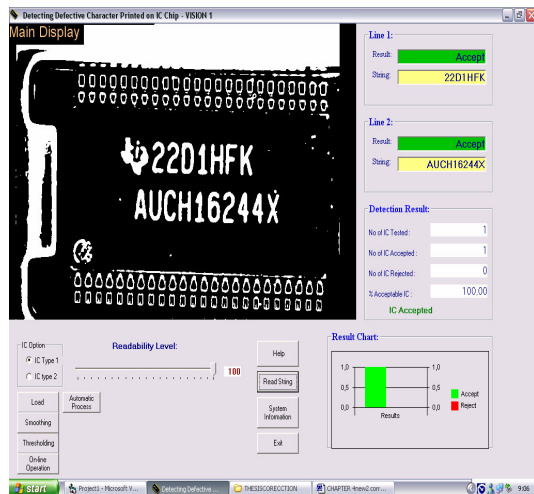 Detecting Defective Character Printed on IC Chip - VISION 1
Main Display
22D1HFK
AUCH16244X
Line 1:
Result: Accept
String: 22D1HFK
Line 2:
Result: Accept
String: AUCH16244X
Detection Result:
No of IC Tested : 1
No of IC Accepted : 1
No of IC Rejected : 0
% Acceptable IC : 100,00
IC Accepted
IC Option
IC Type 1
IC type 2
Readability Level:
100
Load
Automatic Process
Smoothing
Thresholding
On-line Operation
Help
Read String
System Information
Exit
Result Chart:
1,0
0,5
0,0
1,0
0,5
0,0
Results
Accept
Reject
start
Project1 - Microsoft V...
Detecting Defective ...
THESISCORECCTION
CHAPTER 4new2 corr...
9:06